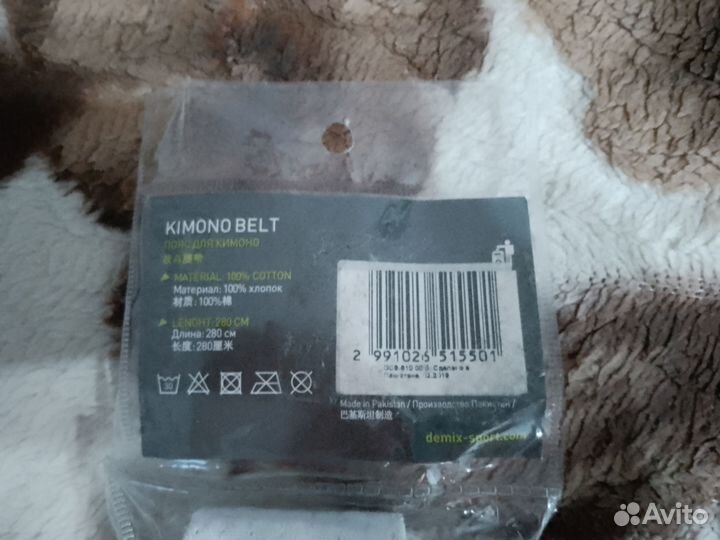 KIMONO BELT
ПОЯС ДЛЯ КИМОНО
MATERIAL: 100% COTTON
Материал: 100% хлопок
材质: 100%棉
LENGHT: 280 CM
Длина: 280 см
长度: 280厘米
30
2 991026 515501
Сделано в
Made in Pakistan / Производство Пакистан /
巴基斯坦制造
demix-sport.com
Avito